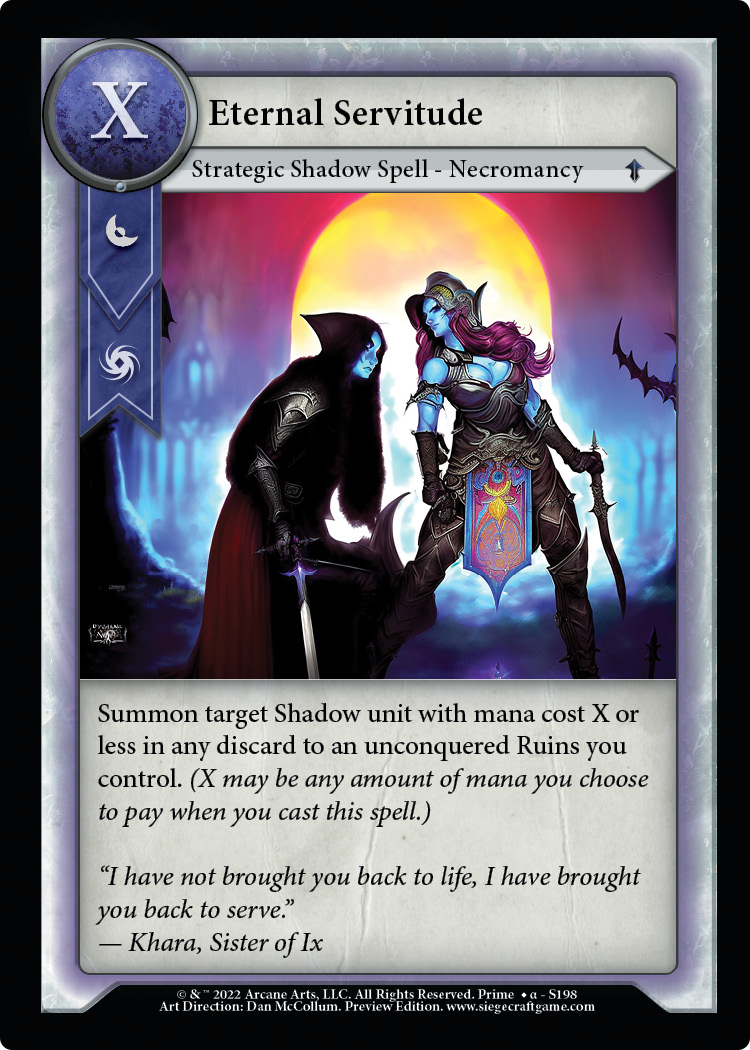 X
Eternal Servitude
Strategic Shadow Spell - Necromancy
Summon target Shadow unit with mana cost X or
less in any discard to an unconquered Ruins you
control. (X may be any amount of mana you choose
to pay when you cast this spell.)
“I have not brought you back to life, I have brought
you back to serve.”
— Khara, Sister of Ix
© & ™ 2022 Arcane Arts, LLC. All Rights Reserved. Prime ⬥ α - S198
Art Direction: Dan McCollum. Preview Edition. www.siegecraftgame.com